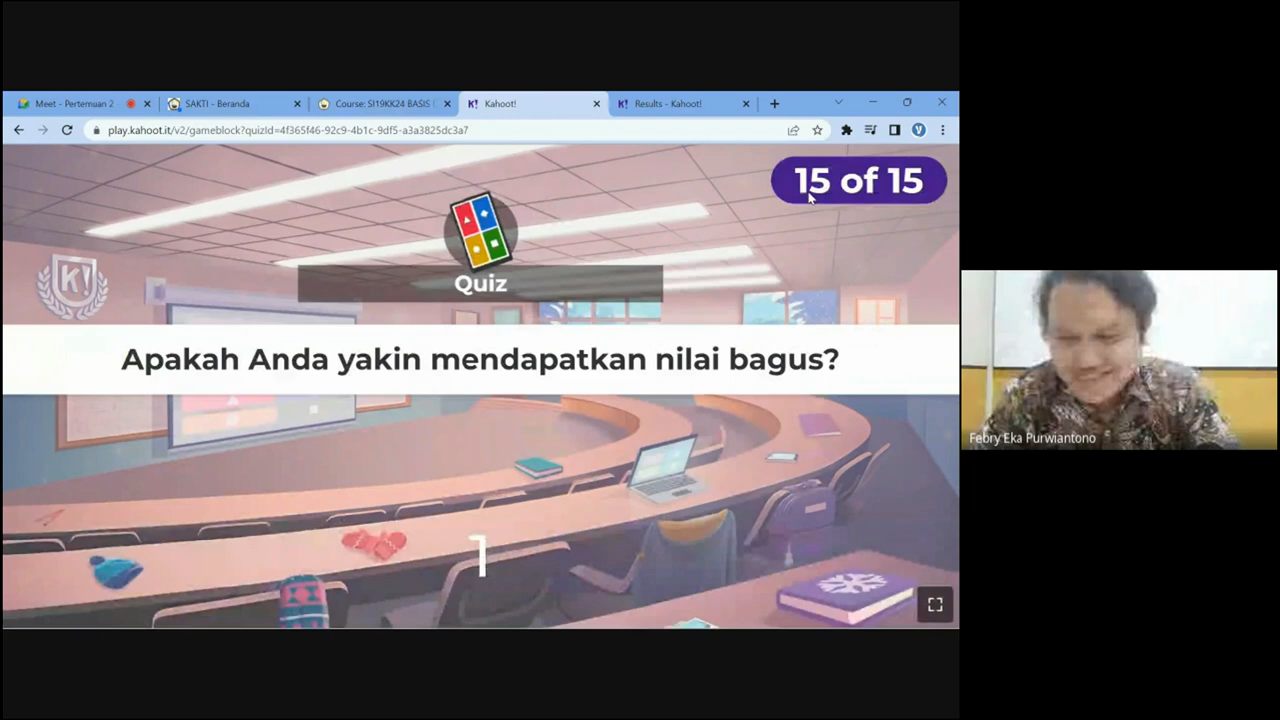 Meet - Pertemuan 2
SAKTI - Beranda
Course: SI19KK24 BASIS
Kahoot!
Results - Kahoot!
play.kahoot.it/v2/gameblock?quizId=4f365f46-92c9-4b1c-9df5-a3a3825dc3a7
V
15 of 15
K!
Quiz
Apakah Anda yakin mendapatkan nilai bagus?
1
Febry Eka Purwiantono